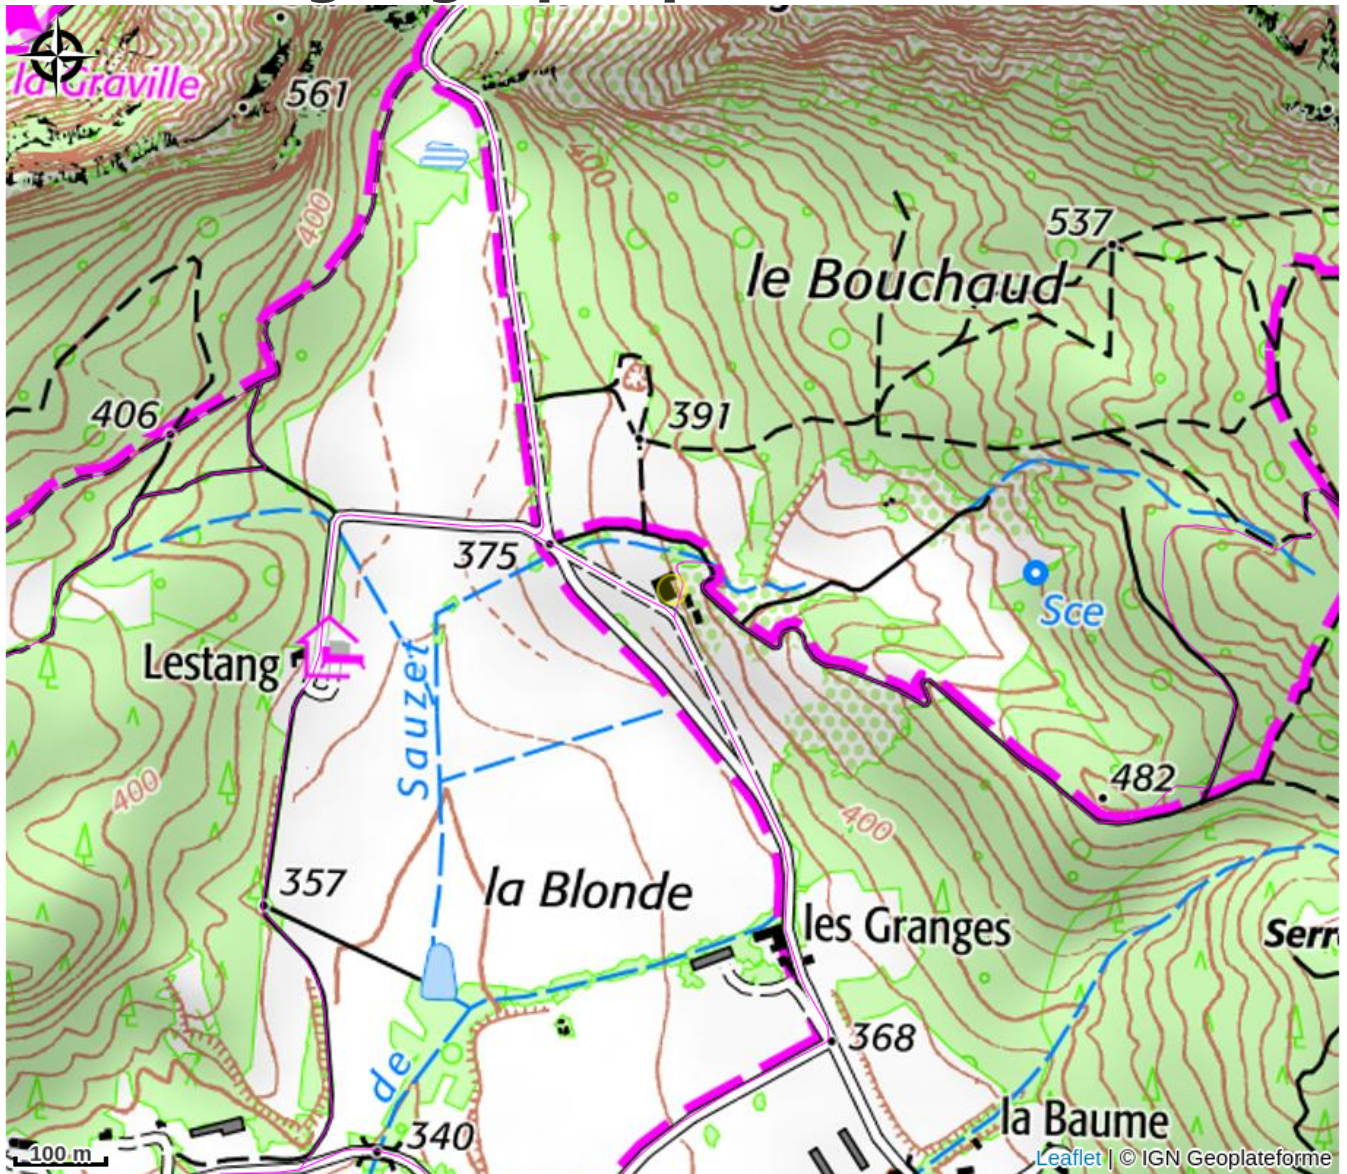 la Graville
561
400
400
537
le Bouchaud
406
391
375
Sce
Lestang
Sauzet
482
400
400
357
la Blonde
les Granges
Serr
368
de
la Baume
340
100 m
Leaflet | © IGN Geoplateforme